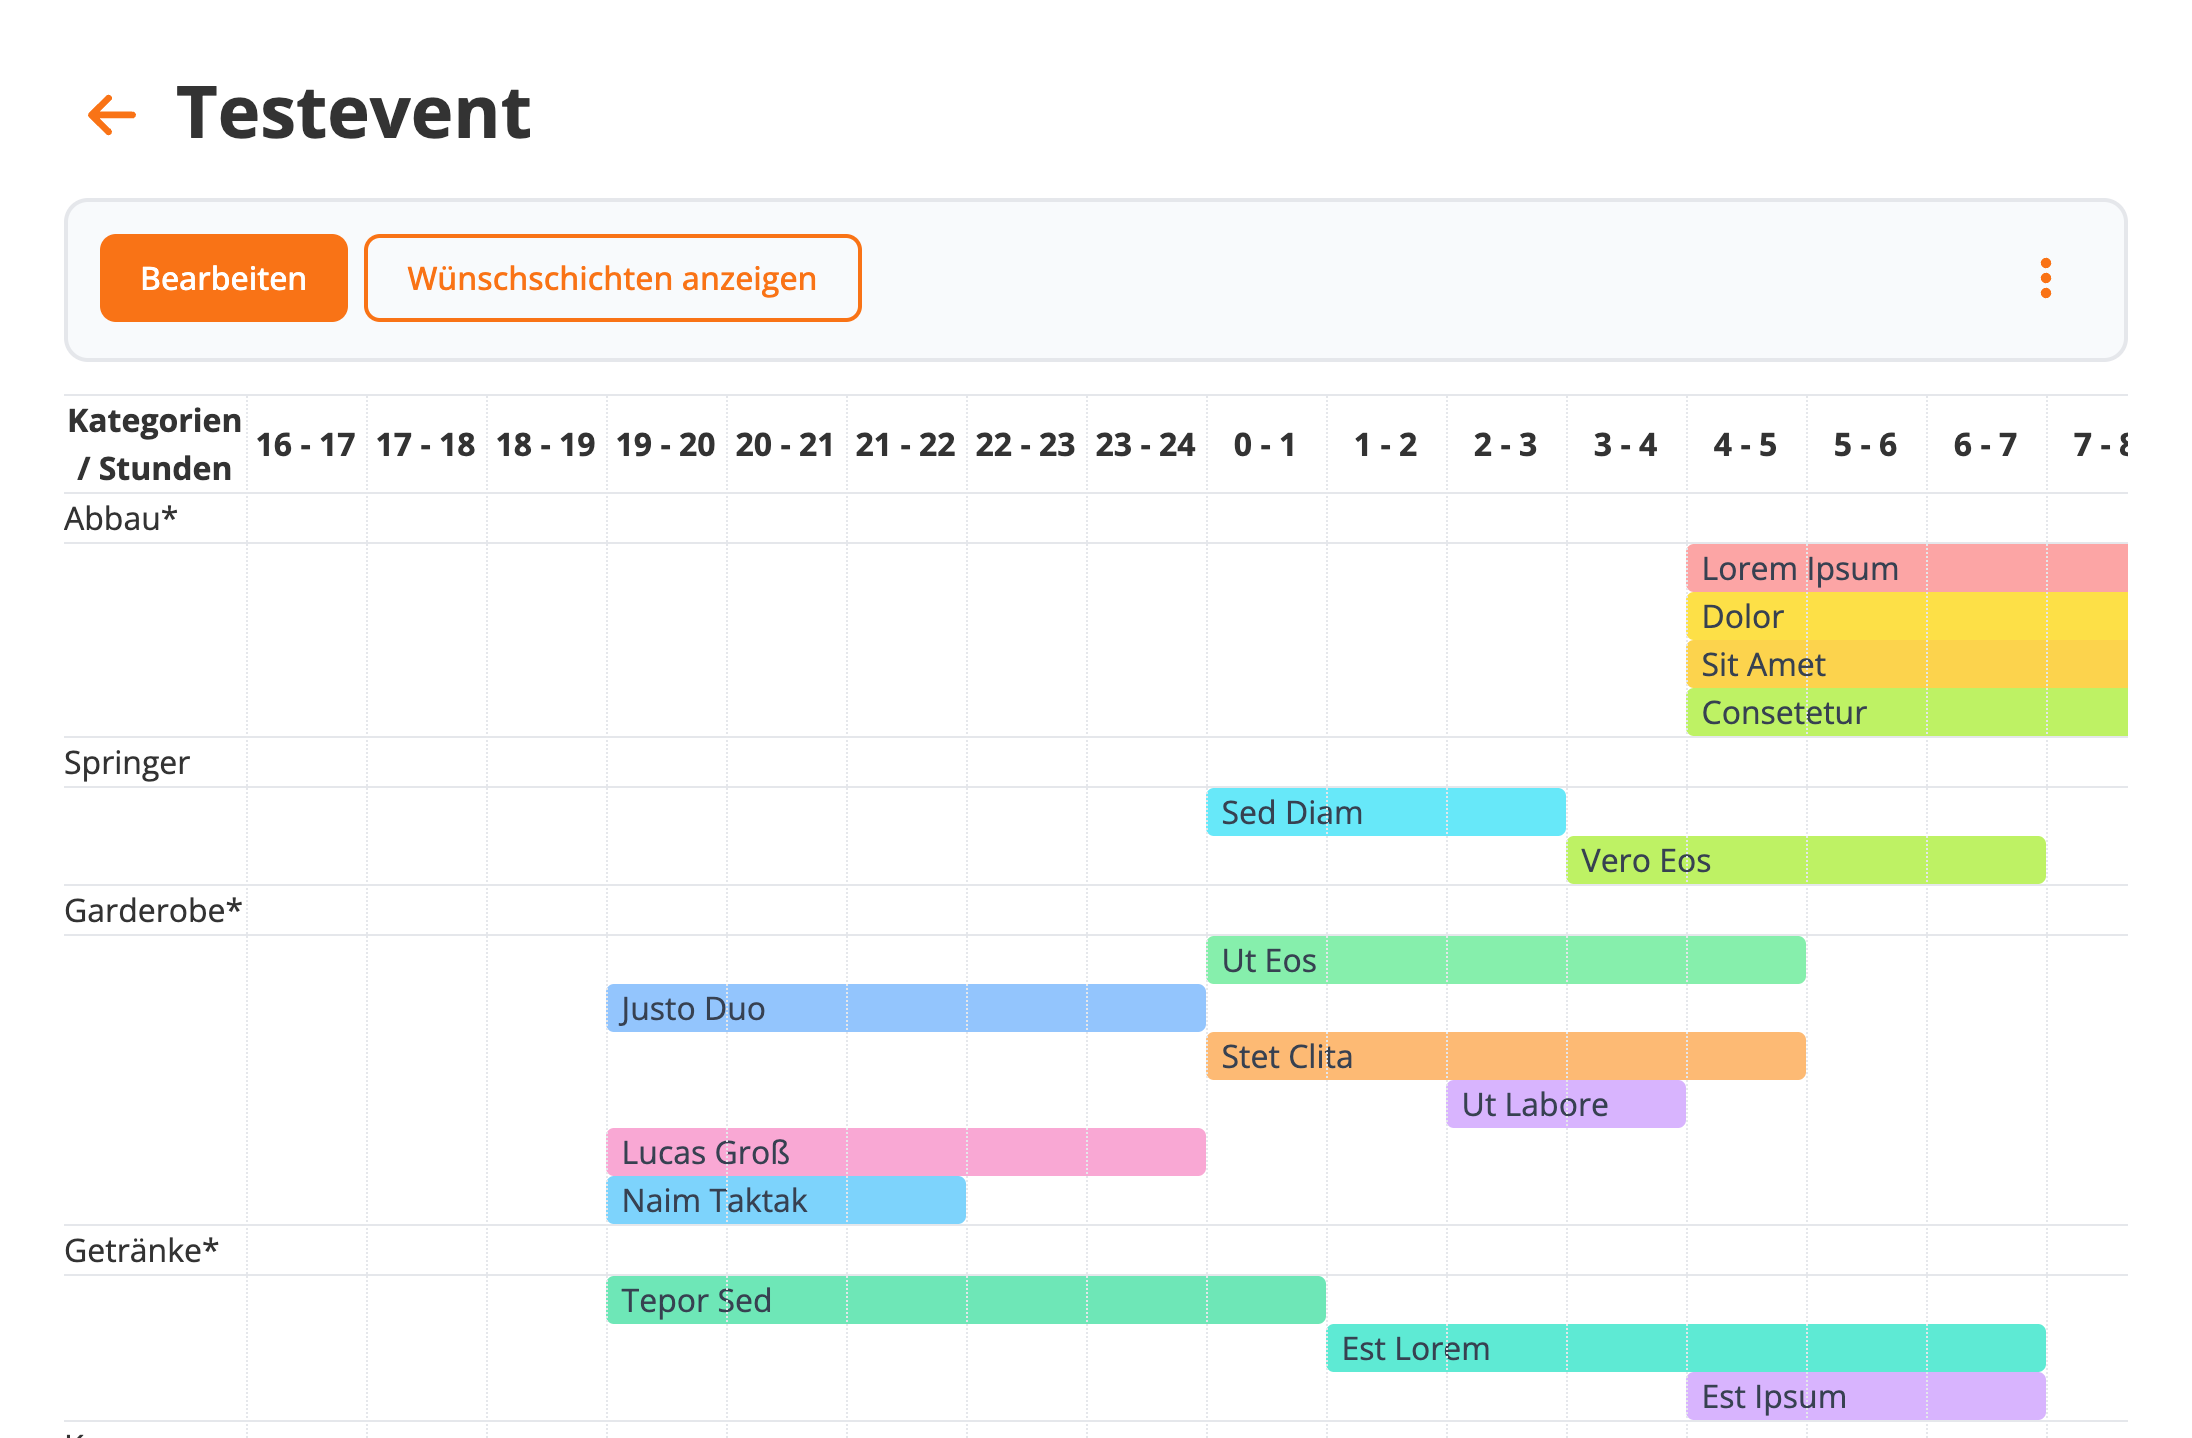 Testevent
Bearbeiten
Wünschschichten anzeigen
Kategorien
/ Stunden
16 - 17 17 - 18 18 - 19 19 - 20 20 - 21 21 - 22 22 - 23 23 - 24 0 - 1 1 - 2 2 - 3 3 - 4 4 - 5 5 - 6 6 - 7 7 - 8
Abbau*
Lorem Ipsum
Dolor
Sit Amet
Consetetur
Springer
Sed Diam
Vero Eos
Garderobe*
Ut Eos
Justo Duo
Stet Clita
Ut Labore
Lucas Groß
Naim Taktak
Getränke*
Tepor Sed
Est Lorem
Est Ipsum